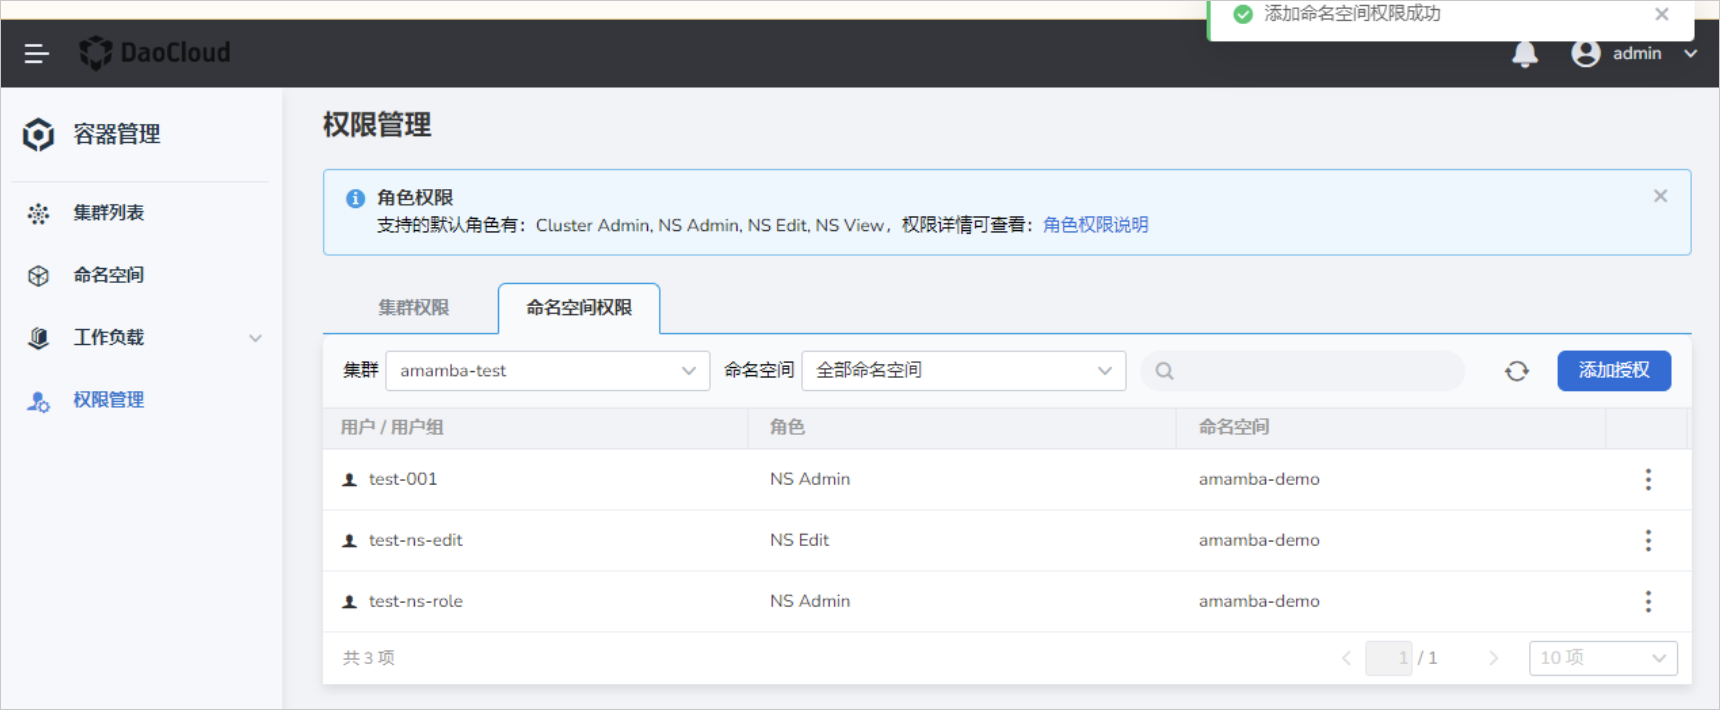 添加命名空间权限成功
DaoCloud
admin
容器管理
集群列表
命名空间
工作负载
权限管理
权限管理
角色权限
支持的默认角色有：Cluster Admin, NS Admin, NS Edit, NS View，权限详情可查看：角色权限说明
集群权限
命名空间权限
集群 amamba-test 命名空间 全部命名空间 添加授权
用户 / 用户组 角色 命名空间
test-001 NS Admin amamba-demo
test-ns-edit NS Edit amamba-demo
test-ns-role NS Admin amamba-demo
共 3 项 1 / 1 10 项